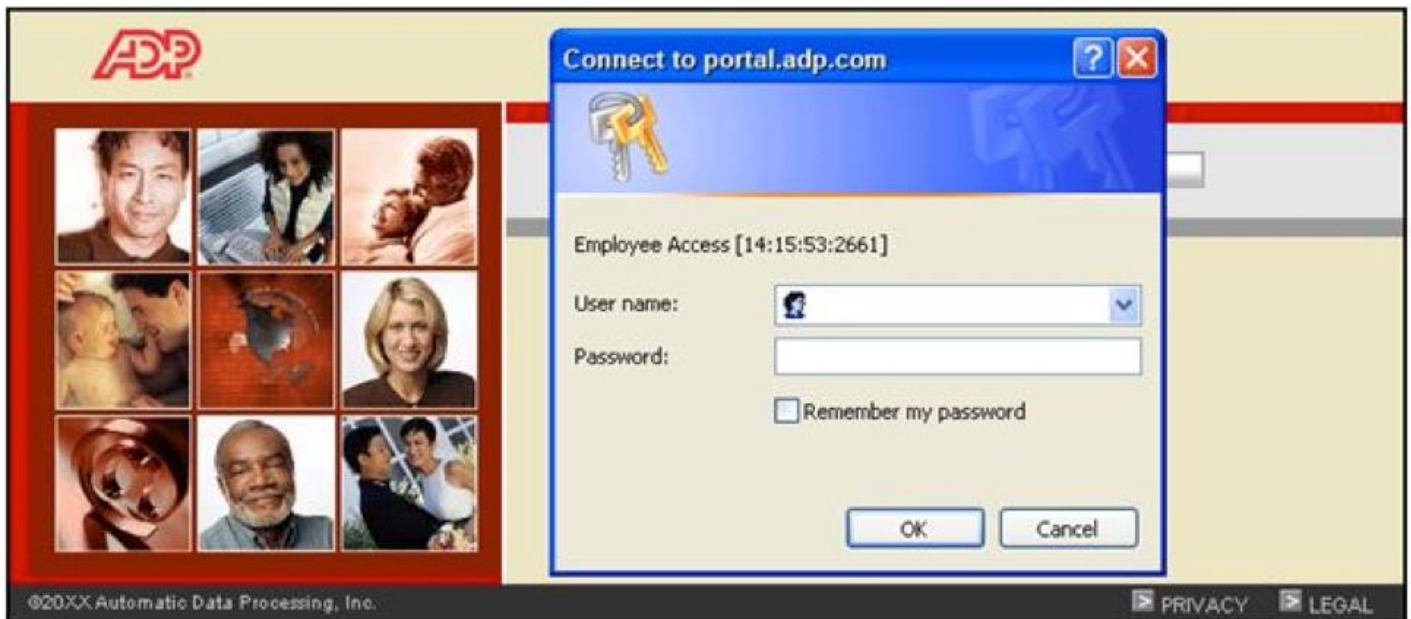 ADP
Connect to portal.adp.com
Employee Access [14:15:53:2661]
User name:
Password:
Remember my password
OK
Cancel
©20XX Automatic Data Processing, Inc.
PRIVACY
LEGAL